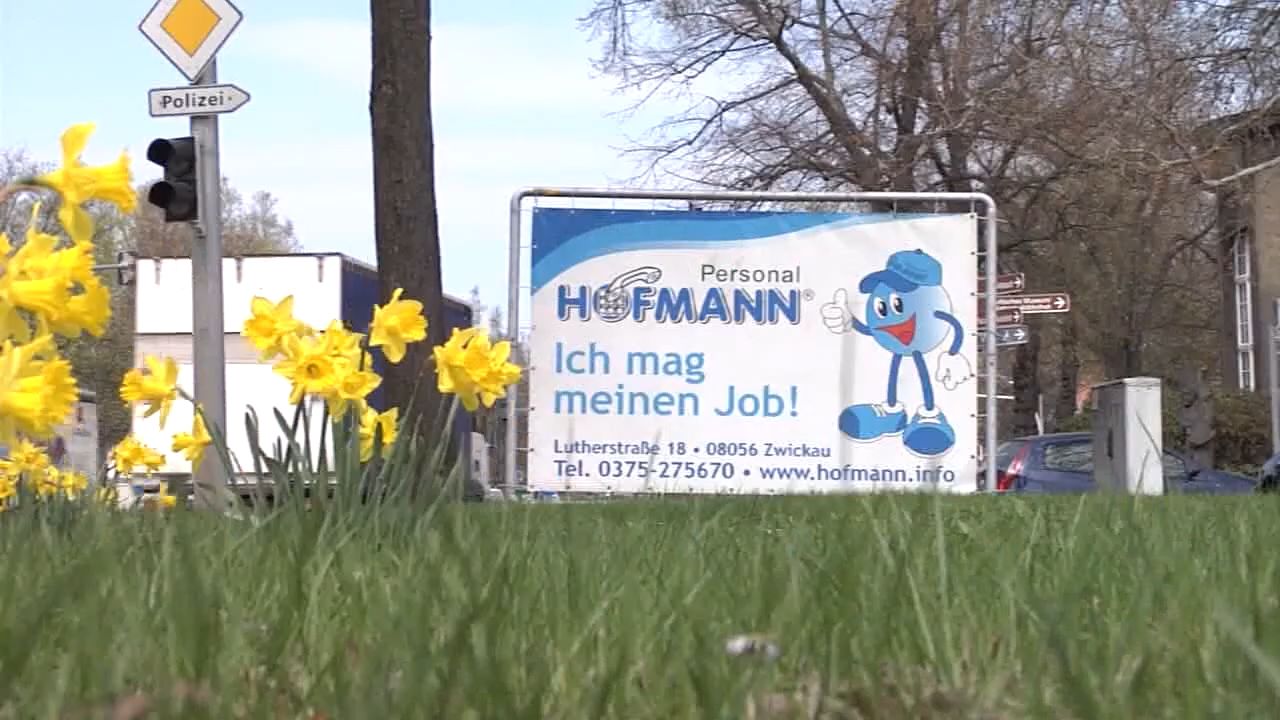 Polizei
Personal
HOFMANN®
Ich mag
meinen Job!
Lutherstraße 18 • 08056 Zwickau
Tel. 0375-275670 • www.hofmann.info